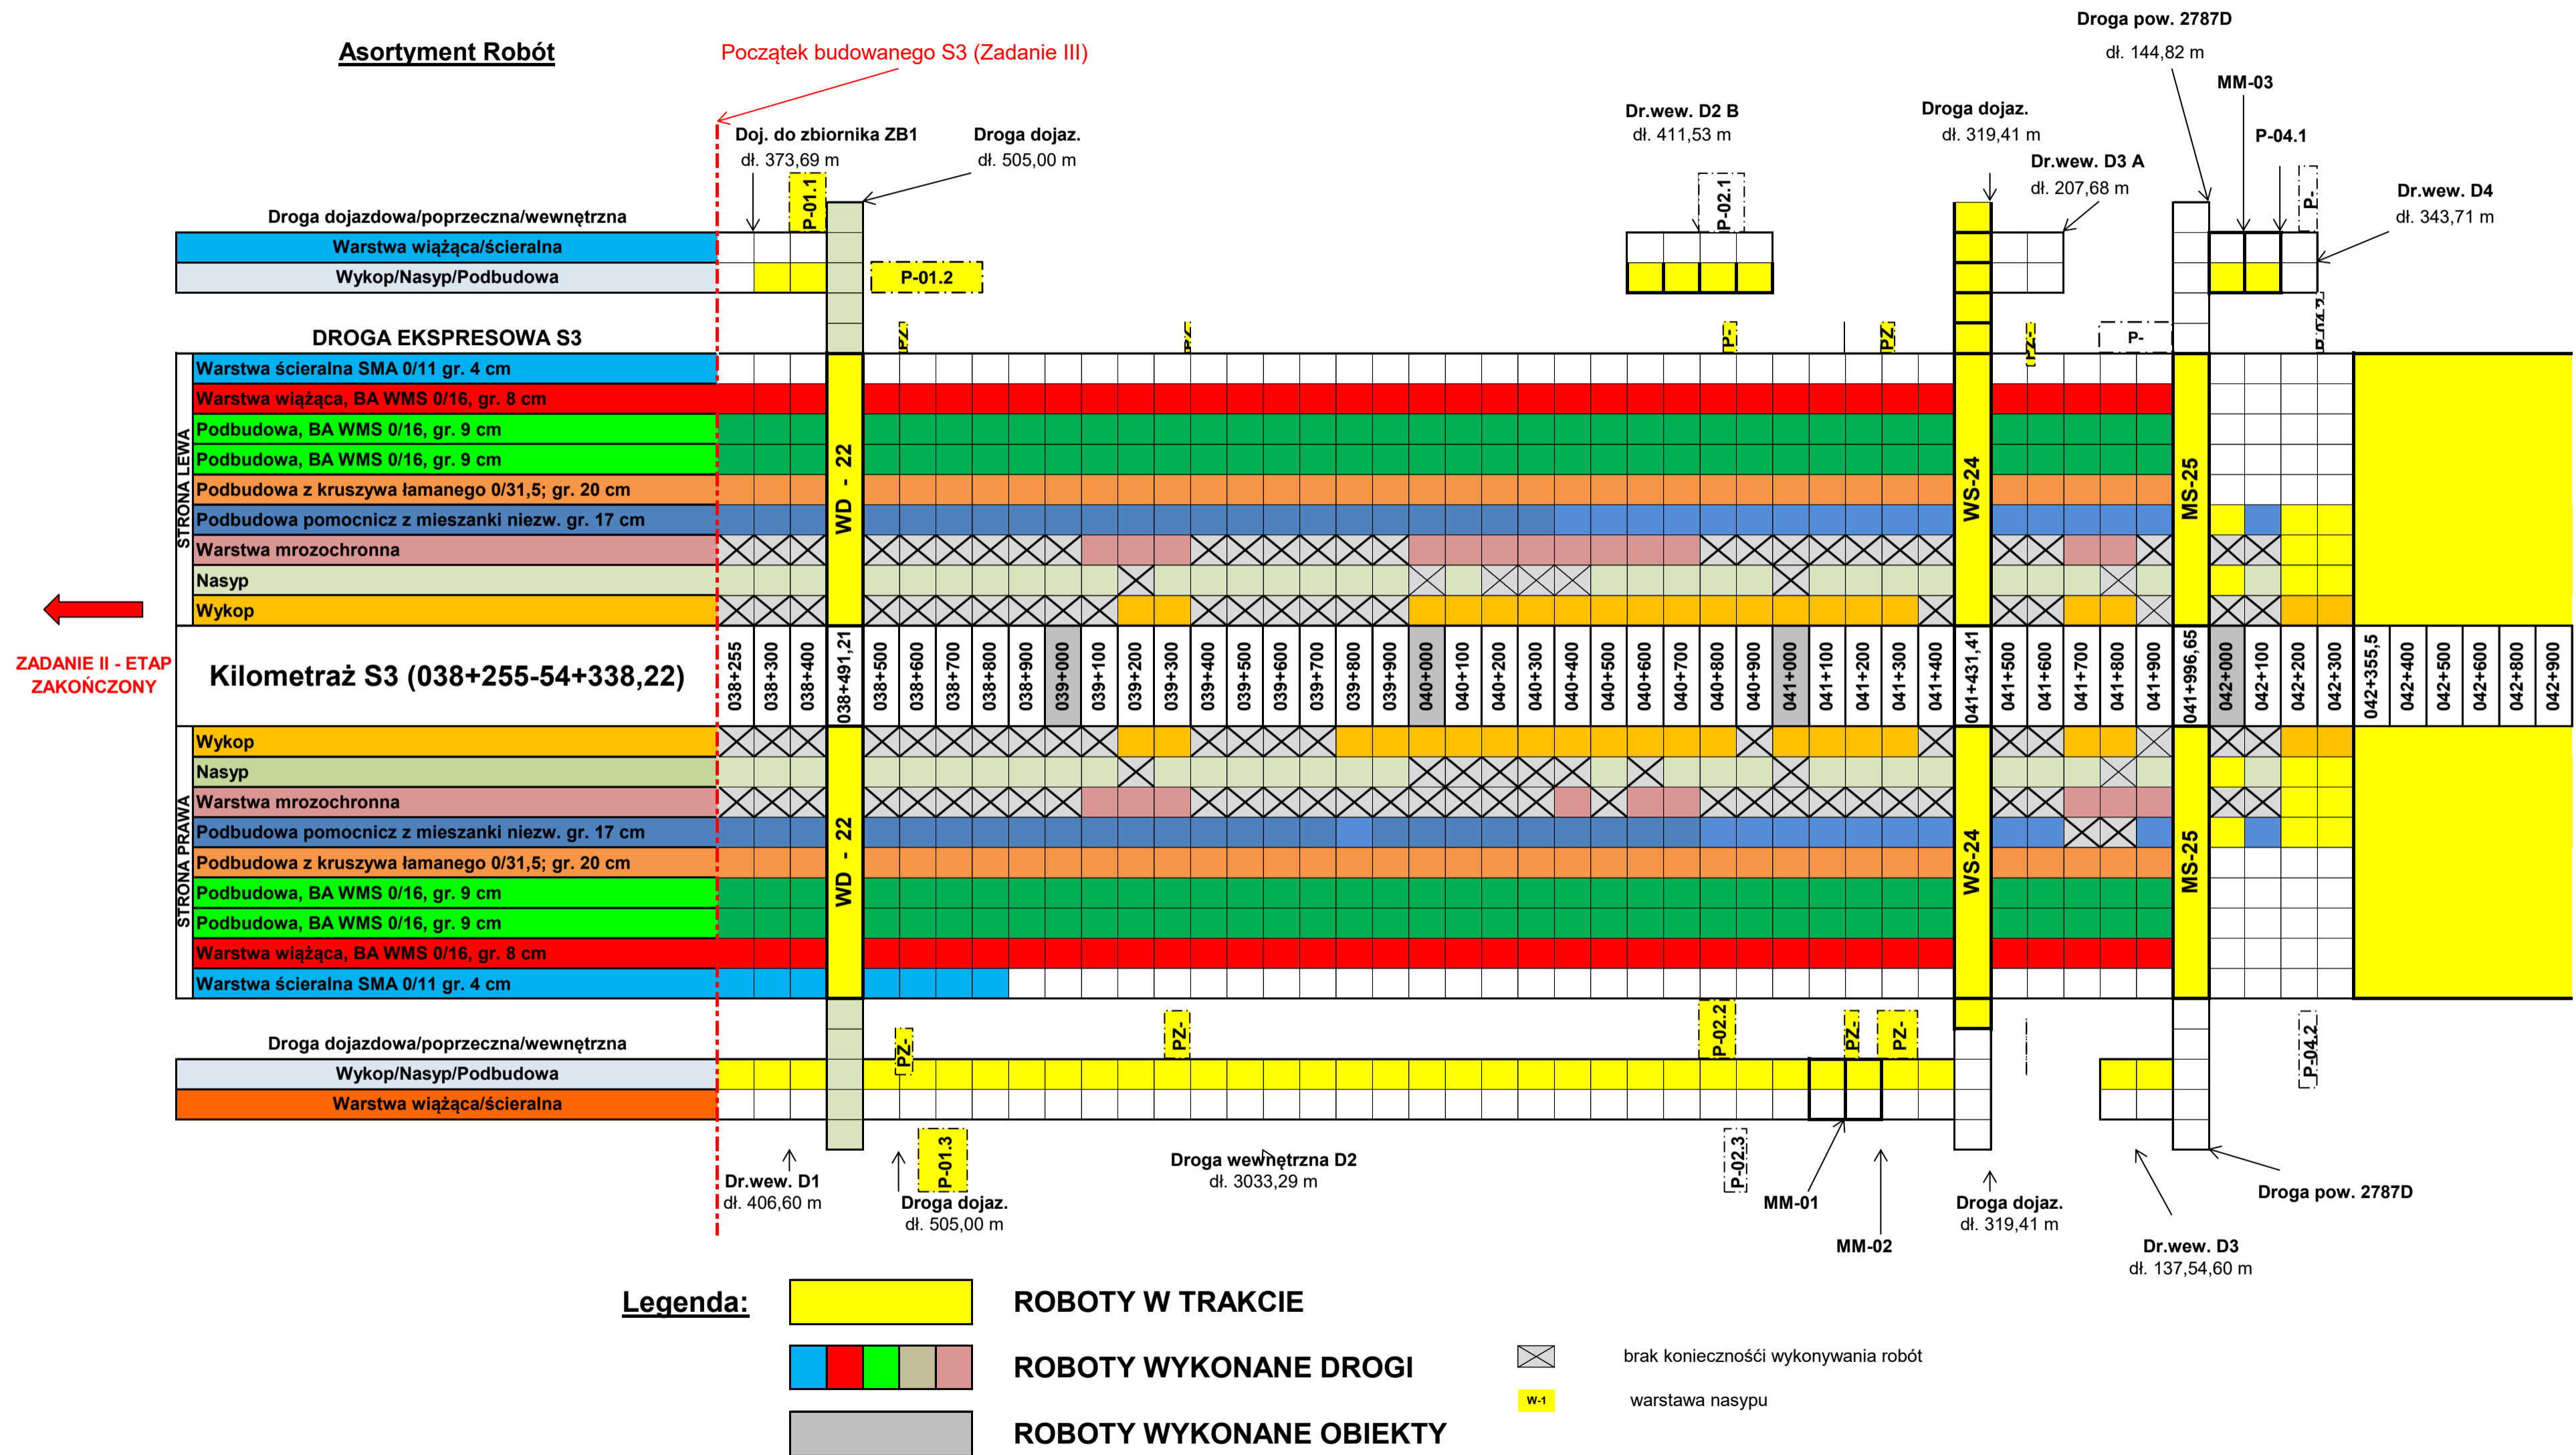 Droga pow. 2787D
dł. 144,82 m
Asortyment Robót
Początek budowanego S3 (Zadanie III)
MM-03
Dr.wew. D2 B
dł. 411,53 m
Droga dojaz.
dł. 319,41 m
Doj. do zbiornika ZB1
dł. 373,69 m
Droga dojaz.
dł. 505,00 m
P-04.1
Dr.wew. D3 A
dł. 207,68 m
Dr.wew. D4
dł. 343,71 m
P-01.1
P-02.1
P-
Droga dojazdowa/poprzeczna/wewnętrzna
Warstwa wiążąca/ścieralna
Wykop/Nasyp/Podbudowa
P-01.2
DROGA EKSPRESOWA S3
PZ-
PZ
P-
PZ
PZ-
P-
P-04.2
STRONA LEWA
Warstwa ścieralna SMA 0/11 gr. 4 cm
Warstwa wiążąca, BA WMS 0/16, gr. 8 cm
Podbudowa, BA WMS 0/16, gr. 9 cm
Podbudowa, BA WMS 0/16, gr. 9 cm
Podbudowa z kruszywa łamanego 0/31,5; gr. 20 cm
Podbudowa pomocnicz z mieszanki niezw. gr. 17 cm
Warstwa mrozochronna
Nasyp
Wykop
WD - 22
WS-24
MS-25
ZADANIE II - ETAP
ZAKOŃCZONY
Kilometraż S3 (038+255-54+338,22)
038+255
038+300
038+400
038+491,21
038+500
038+600
038+700
038+800
038+900
039+000
039+100
039+200
039+300
039+400
039+500
039+600
039+700
039+800
039+900
040+000
040+100
040+200
040+300
040+400
040+500
040+600
040+700
040+800
040+900
041+000
041+100
041+200
041+300
041+400
041+431,41
041+500
041+600
041+700
041+800
041+900
041+996,65
042+000
042+100
042+200
042+300
042+355,5
042+400
042+500
042+600
042+800
042+900
STRONA PRAWA
Wykop
Nasyp
Warstwa mrozochronna
Podbudowa pomocnicz z mieszanki niezw. gr. 17 cm
Podbudowa z kruszywa łamanego 0/31,5; gr. 20 cm
Podbudowa, BA WMS 0/16, gr. 9 cm
Podbudowa, BA WMS 0/16, gr. 9 cm
Warstwa wiążąca, BA WMS 0/16, gr. 8 cm
Warstwa ścieralna SMA 0/11 gr. 4 cm
WD - 22
WS-24
MS-25
Droga dojazdowa/poprzeczna/wewnętrzna
Wykop/Nasyp/Podbudowa
Warstwa wiążąca/ścieralna
PZ-
PZ-
P-02.2
PZ-
PZ-
P-04.2
P-01.3
P-02.3
Dr.wew. D1
dł. 406,60 m
Droga dojaz.
dł. 505,00 m
Droga wewnętrzna D2
dł. 3033,29 m
MM-01
MM-02
Droga dojaz.
dł. 319,41 m
Droga pow. 2787D
Dr.wew. D3
dł. 137,54,60 m
Legenda:
ROBOTY W TRAKCIE
ROBOTY WYKONANE DROGI
ROBOTY WYKONANE OBIEKTY
brak koniecznośći wykonywania robót
W-1
warstawa nasypu